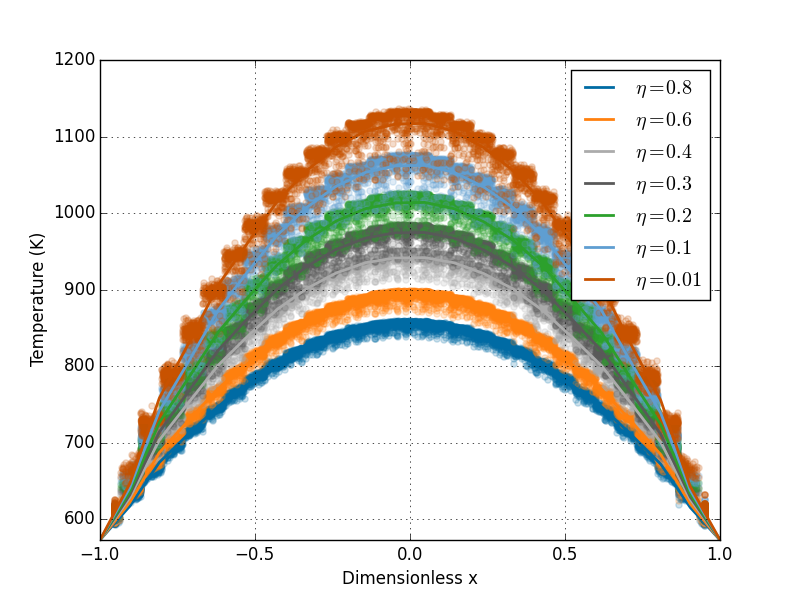 1200
1100
1000
900
800
700
600
Temperature (K)
−1.0
−0.5
0.0
0.5
1.0
Dimensionless x
η = 0.8
η = 0.6
η = 0.4
η = 0.3
η = 0.2
η = 0.1
η = 0.01